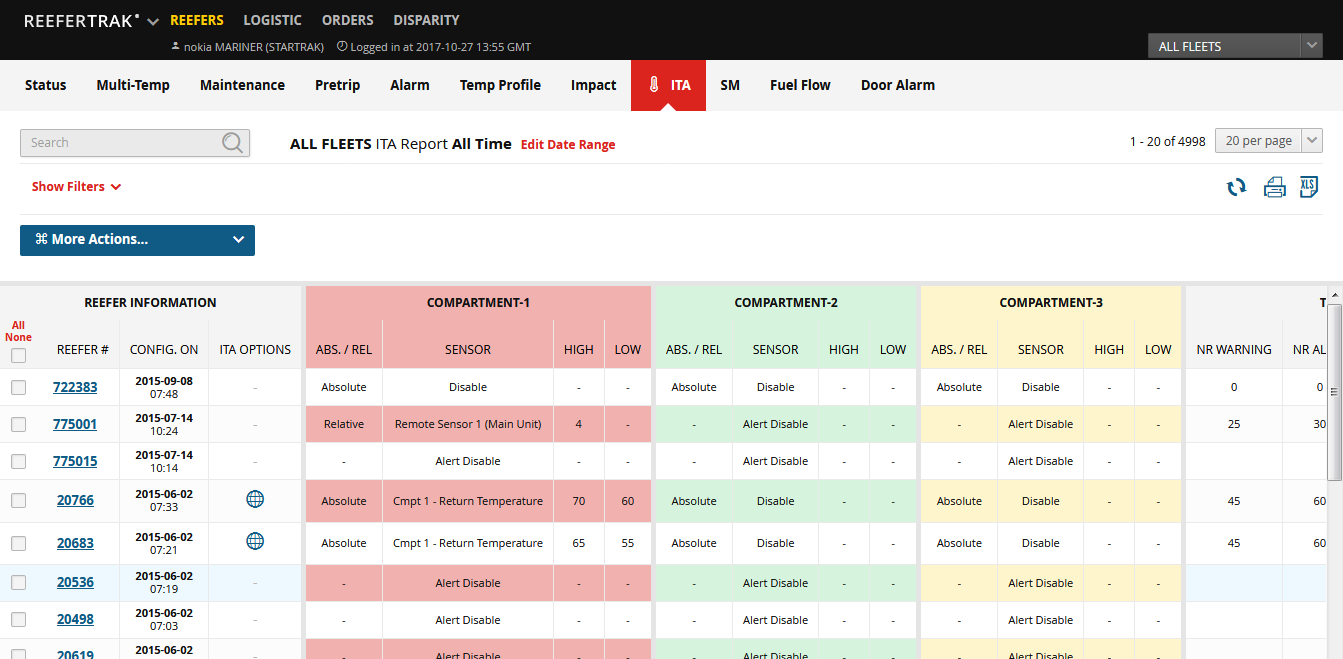 REEFERTRAK REEFERS LOGISTIC ORDERS DISPARITY
nokia MARINER (STARTRAK) Logged in at 2017-10-27 13:55 GMT
ALL FLEETS
Status Multi-Temp Maintenance Pretrip Alarm Temp Profile Impact ITA SM Fuel Flow Door Alarm
Search ALL FLEETS ITA Report All Time Edit Date Range 1 - 20 of 4998 20 per page
Show Filters XLS
⌘ More Actions...
REEFER INFORMATION COMPARTMENT-1 COMPARTMENT-2 COMPARTMENT-3 T
All
None
REEFER # CONFIG. ON ITA OPTIONS ABS. / REL SENSOR HIGH LOW ABS. / REL SENSOR HIGH LOW ABS. / REL SENSOR HIGH LOW NR WARNING NR AL
722383 2015-09-08 07:48 - Absolute Disable - - Absolute Disable - - Absolute Disable - - 0 0
775001 2015-07-14 10:24 - Relative Remote Sensor 1 (Main Unit) 4 - - Alert Disable - - - Alert Disable - - 25 30
775015 2015-07-14 10:14 - - Alert Disable - - - Alert Disable - - - Alert Disable - -
20766 2015-06-02 07:33 Absolute Cmpt 1 - Return Temperature 70 60 Absolute Disable - - Absolute Disable - - 45 60
20683 2015-06-02 07:21 Absolute Cmpt 1 - Return Temperature 65 55 Absolute Disable - - Absolute Disable - - 45 60
20536 2015-06-02 07:19 - - Alert Disable - - - Alert Disable - - - Alert Disable - -
20498 2015-06-02 07:03 - - Alert Disable - - - Alert Disable - - - Alert Disable - -
20619 2015-06-02 Alert Disable Alert Disable Alert Disable